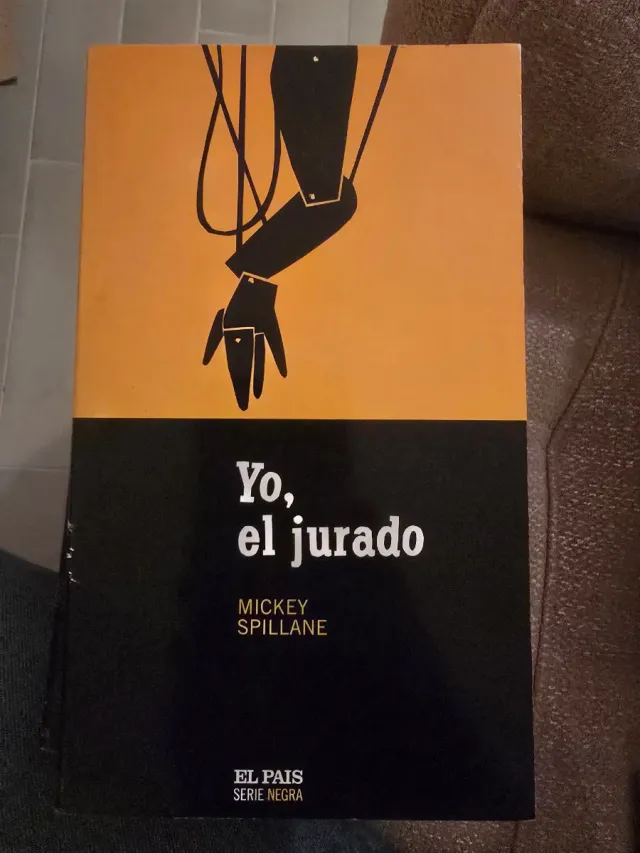 Yo,
el jurado
MICKEY
SPILLANE
EL PAIS
SERIE NEGRA